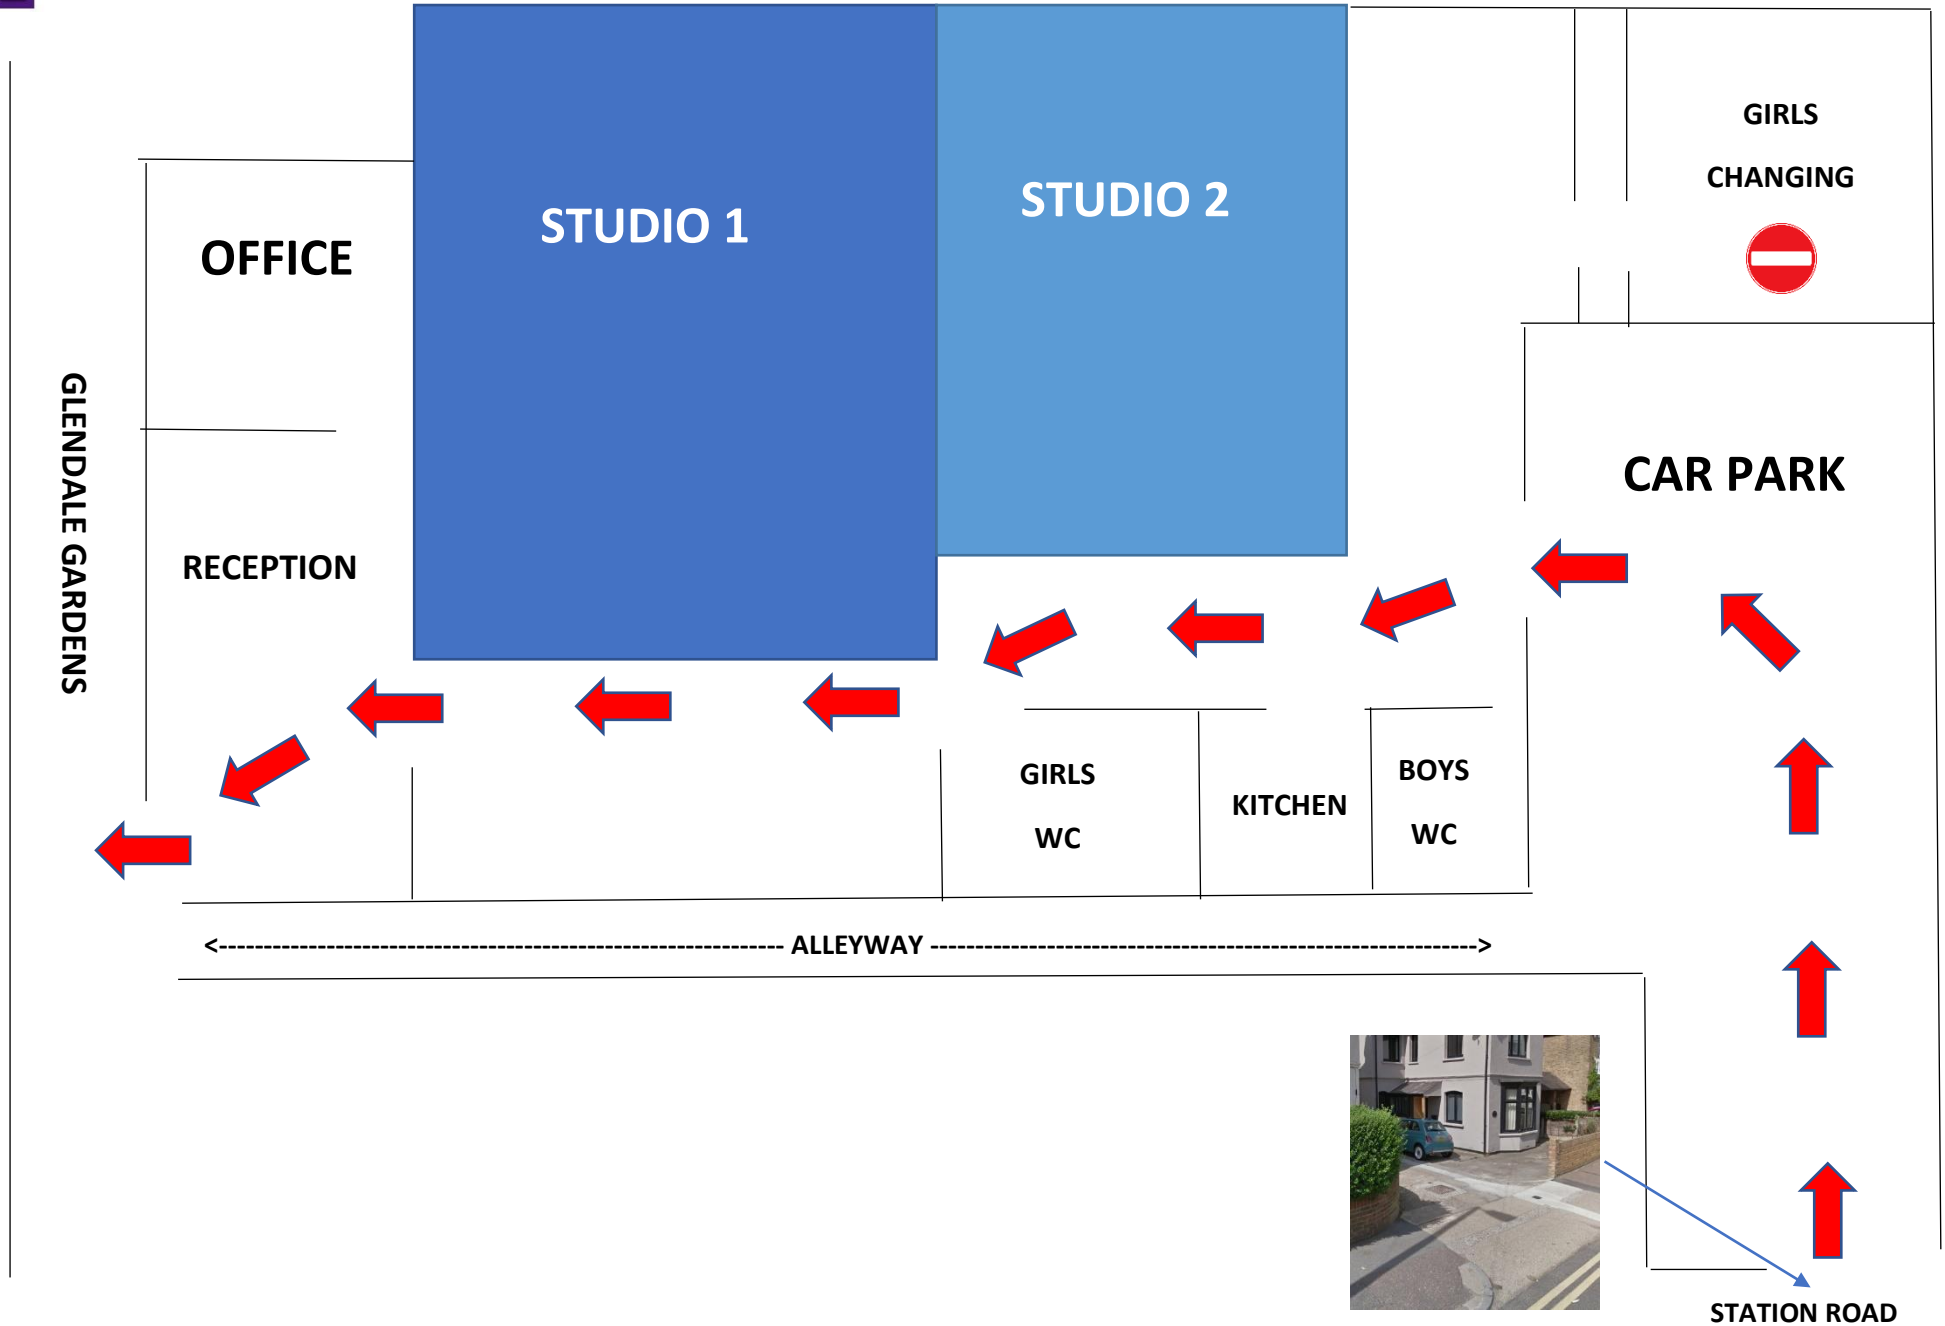 GIRLS
CHANGING
STUDIO 2
STUDIO 1
OFFICE
GLENDALE GARDENS
CAR PARK
RECEPTION
GIRLS
WC
KITCHEN
BOYS
WC
<--------------------------------------------------------------- ALLEYWAY ------------------------------------------------------------->
STATION ROAD